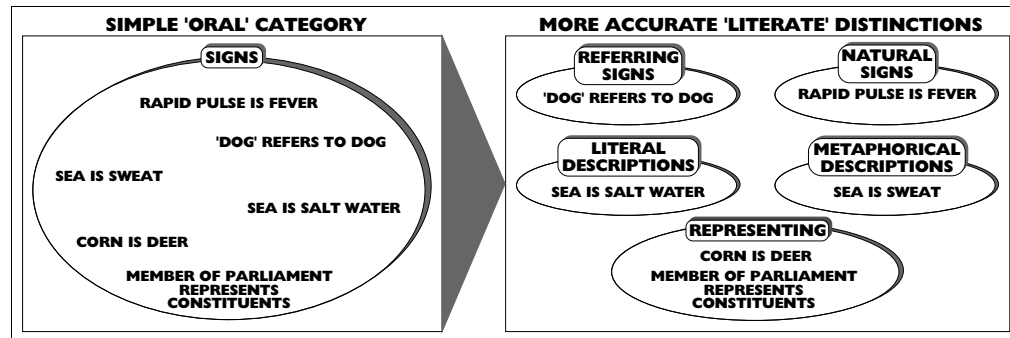 SIMPLE 'ORAL' CATEGORY
SIGNS
RAPID PULSE IS FEVER
'DOG' REFERS TO DOG
SEA IS SWEAT
SEA IS SALT WATER
CORN IS DEER
MEMBER OF PARLIAMENT
REPRESENTS
CONSTITUENTS
MORE ACCURATE 'LITERATE' DISTINCTIONS
REFERRING
SIGNS
'DOG' REFERS TO DOG
NATURAL
SIGNS
RAPID PULSE IS FEVER
LITERAL
DESCRIPTIONS
SEA IS SALT WATER
METAPHORICAL
DESCRIPTIONS
SEA IS SWEAT
REPRESENTING
CORN IS DEER
MEMBER OF PARLIAMENT
REPRESENTS
CONSTITUENTS